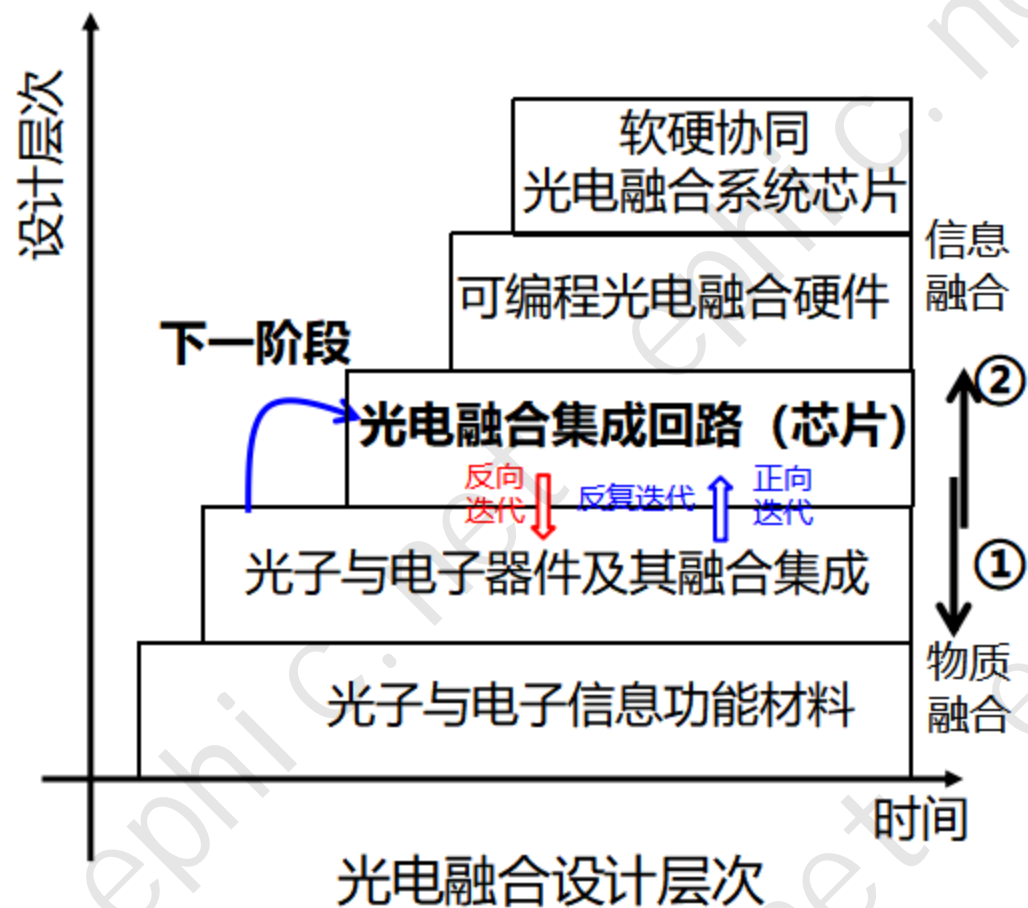 设计层次
软硬协同
光电融合系统芯片
信息
融合
可编程光电融合硬件
下一阶段
②
光电融合集成回路（芯片）
反向
迭代
反复迭代
正向
迭代
①
光子与电子器件及其融合集成
物质
融合
光子与电子信息功能材料
时间
光电融合设计层次
ephic.net
ephic.net